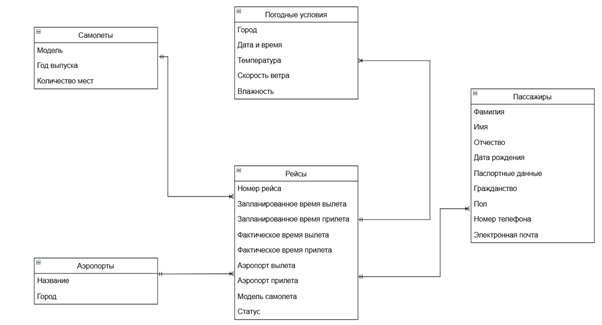 Самолеты
Модель
Год выпуска
Количество мест
Погодные условия
Город
Дата и время
Температура
Скорость ветра
Влажность
Пассажиры
Фамилия
Имя
Отчество
Дата рождения
Паспортные данные
Гражданство
Пол
Номер телефона
Электронная почта
Рейсы
Номер рейса
Запланированное время вылета
Запланированное время прилета
Фактическое время вылета
Фактическое время прилета
Аэропорт вылета
Аэропорт прилета
Модель самолета
Статус
Аэропорты
Название
Город